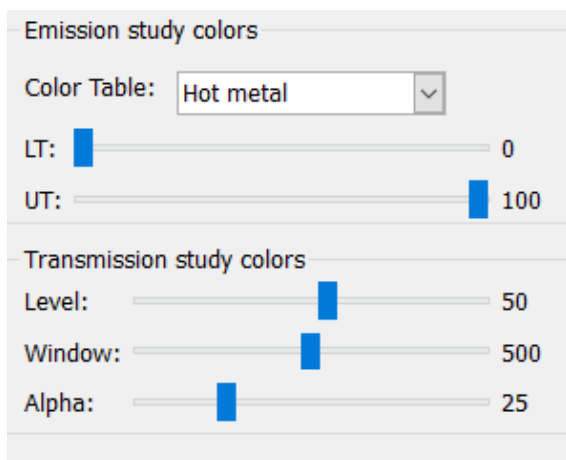 Emission study colors
Color Table: Hot metal
LT: 0
UT: 100
Transmission study colors
Level: 50
Window: 500
Alpha: 25